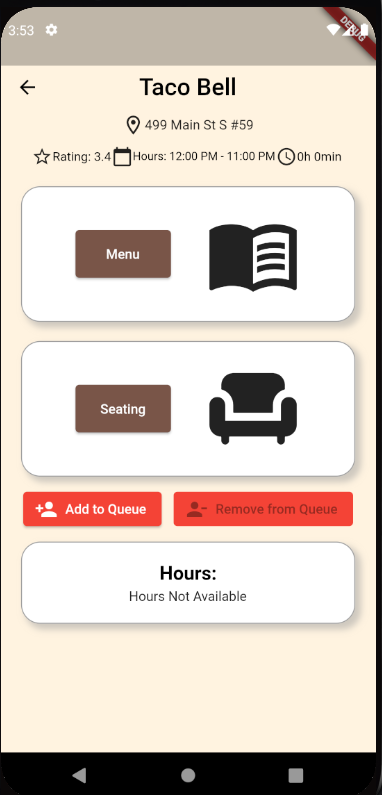 3:53
DEBUG
Taco Bell
499 Main St S #59
Rating: 3.4 Hours: 12:00 PM - 11:00 PM 0h 0min
Menu
Seating
Add to Queue Remove from Queue
Hours:
Hours Not Available